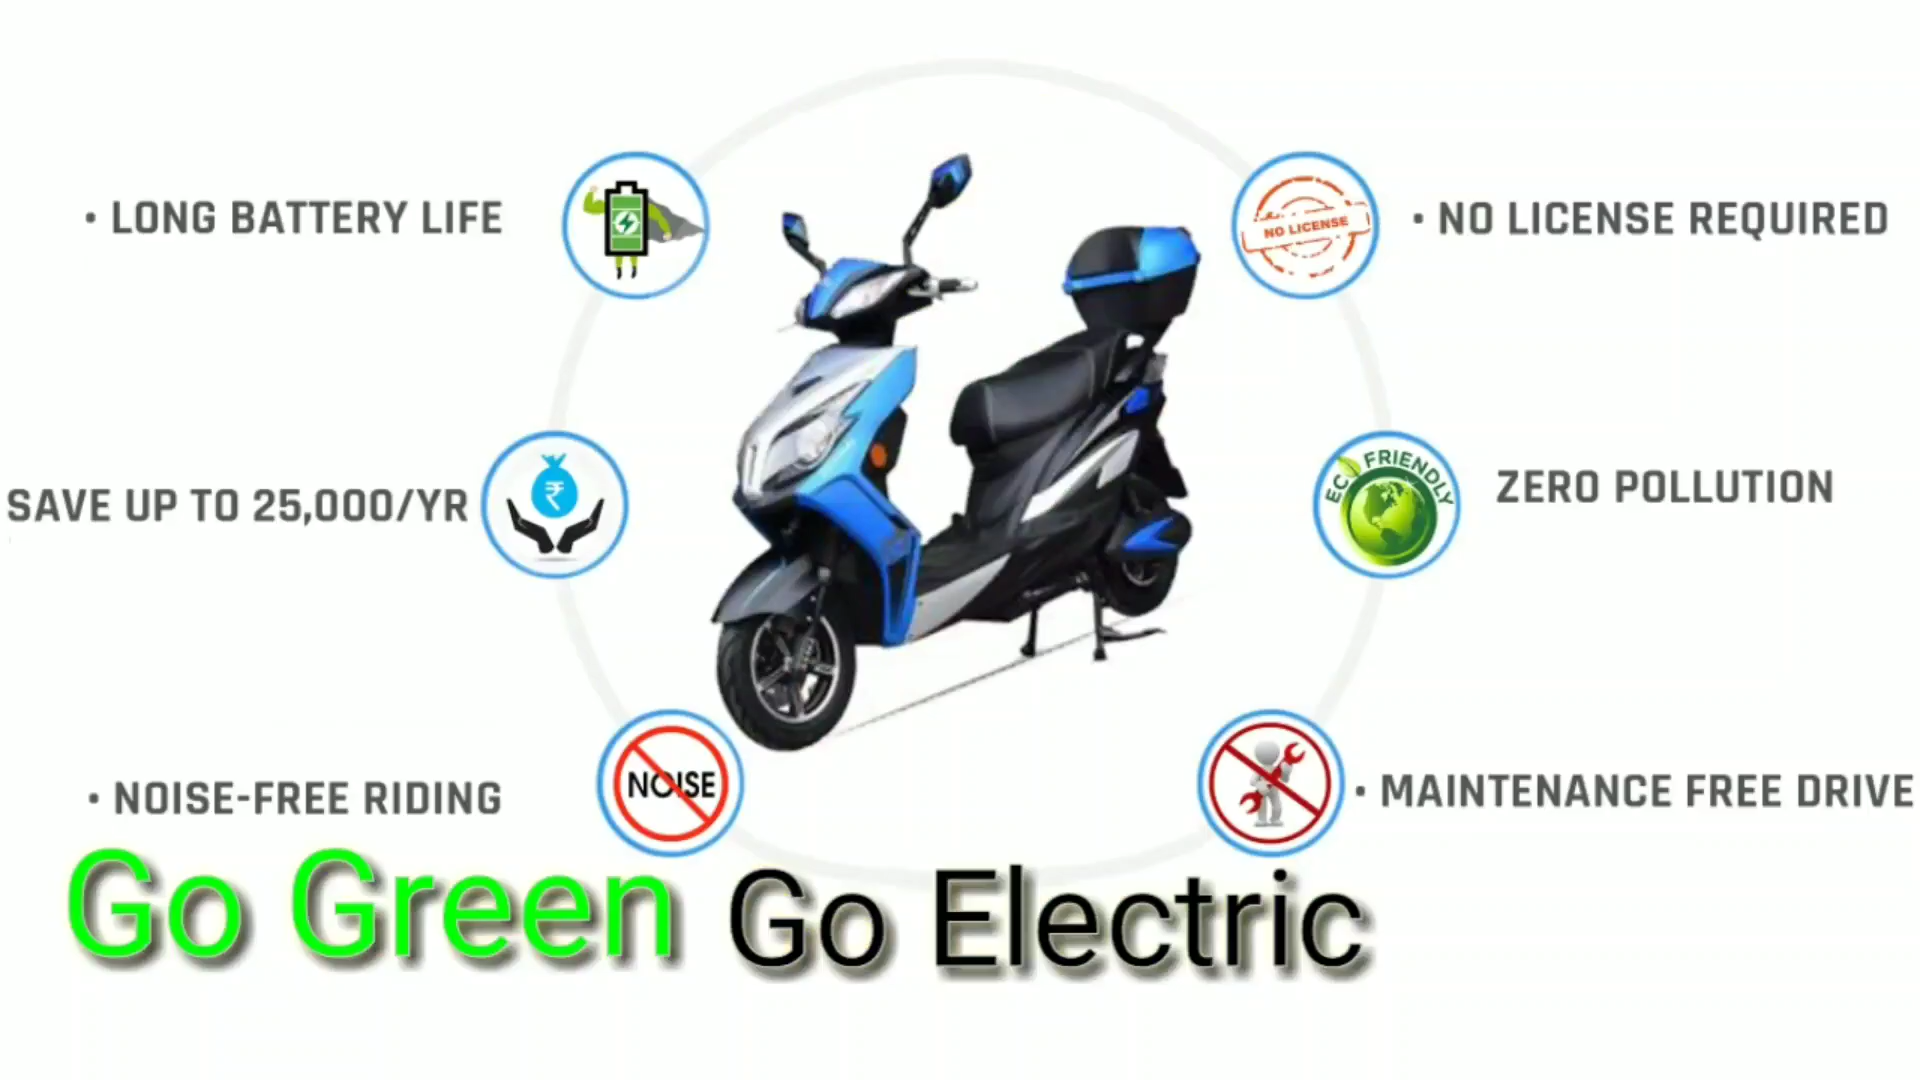 • LONG BATTERY LIFE
NO LICENSE
• NO LICENSE REQUIRED
SAVE UP TO 25,000/YR
₹
ECO FRIENDLY
ZERO POLLUTION
• NOISE-FREE RIDING
NOISE
• MAINTENANCE FREE DRIVE
Go Green Go Electric